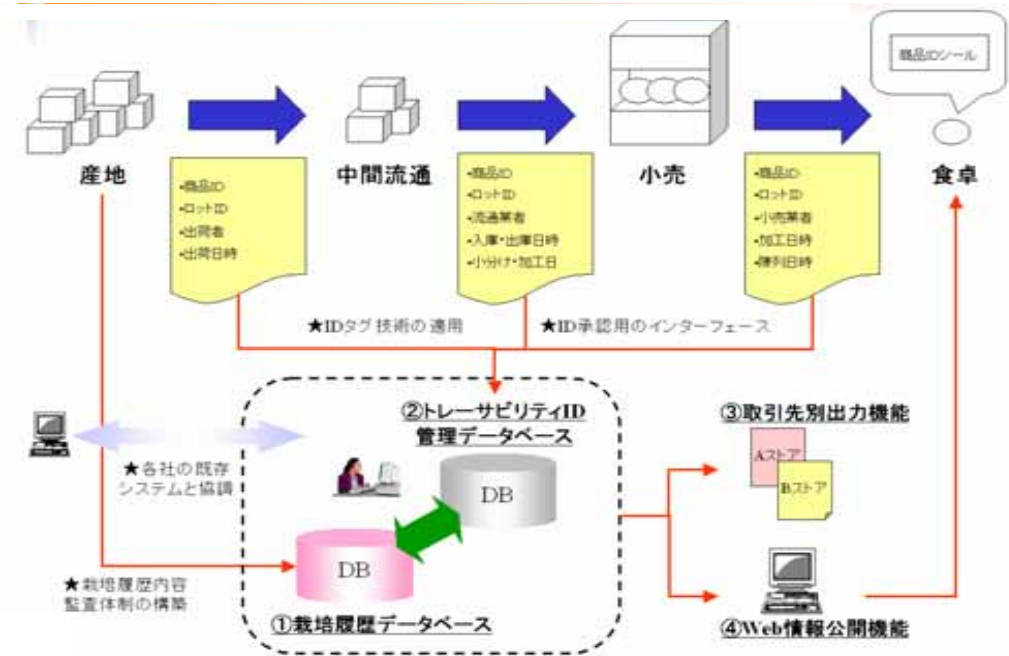 商品IDシール
産地
中間流通
小売
食卓
•商品ID
•ロットID
•出荷者
•出荷日時
•商品ID
•ロットID
•流通業者
•入庫・出庫日時
•小分け・加工日
•商品ID
•ロットID
•小売業者
•加工日時
•陳列日時
★IDタグ技術の適用
★ID承認用のインターフェース
②トレーサビリティID
管理データベース
DB
③取引先別出力機能
Aストア
Bストア
★各社の既存
システムと協調
DB
★栽培履歴内容
監査体制の構築
①栽培履歴データベース
④Web情報公開機能